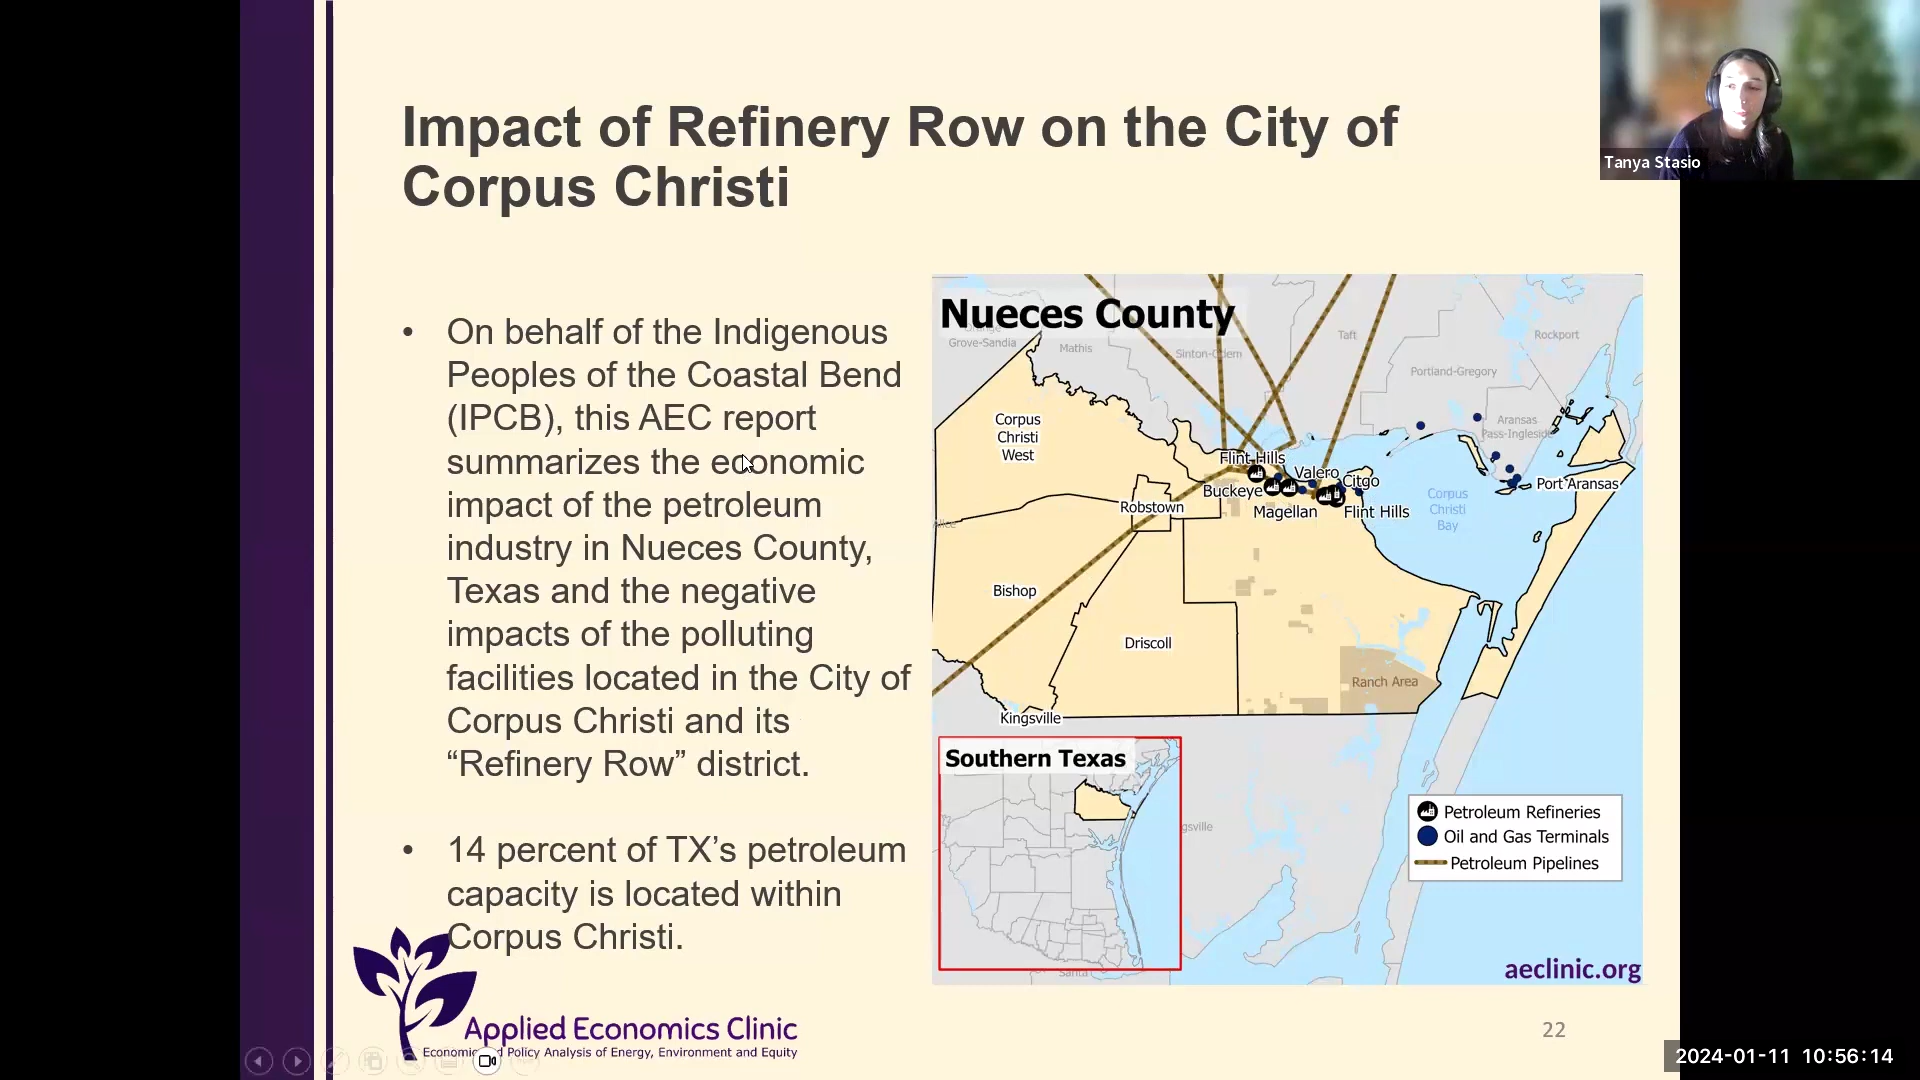 Impact of Refinery Row on the City of
Corpus Christi
Tanya Stasio
• On behalf of the Indigenous
Peoples of the Coastal Bend
(IPCB), this AEC report
summarizes the economic
impact of the petroleum
industry in Nueces County,
Texas and the negative
impacts of the polluting
facilities located in the City of
Corpus Christi and its
“Refinery Row” district.
• 14 percent of TX’s petroleum
capacity is located within
Corpus Christi.
Nueces County
Grove-Sandia
Mathis
Sinton-Odem
Taft
Rockport
Portland-Gregory
Aransas
Pass-Ingleside
Corpus
Christi
West
Flint Hills
Valero
Citgo
Buckeye
Magellan
Flint Hills
Port Aransas
Corpus
Christi
Bay
Robstown
Alice
Bishop
Driscoll
Ranch Area
Kingsville
Southern Texas
gsville
Santa
Petroleum Refineries
Oil and Gas Terminals
Petroleum Pipelines
aeclinic.org
Applied Economics Clinic
Economic and Policy Analysis of Energy, Environment and Equity
22
2024-01-11 10:56:14